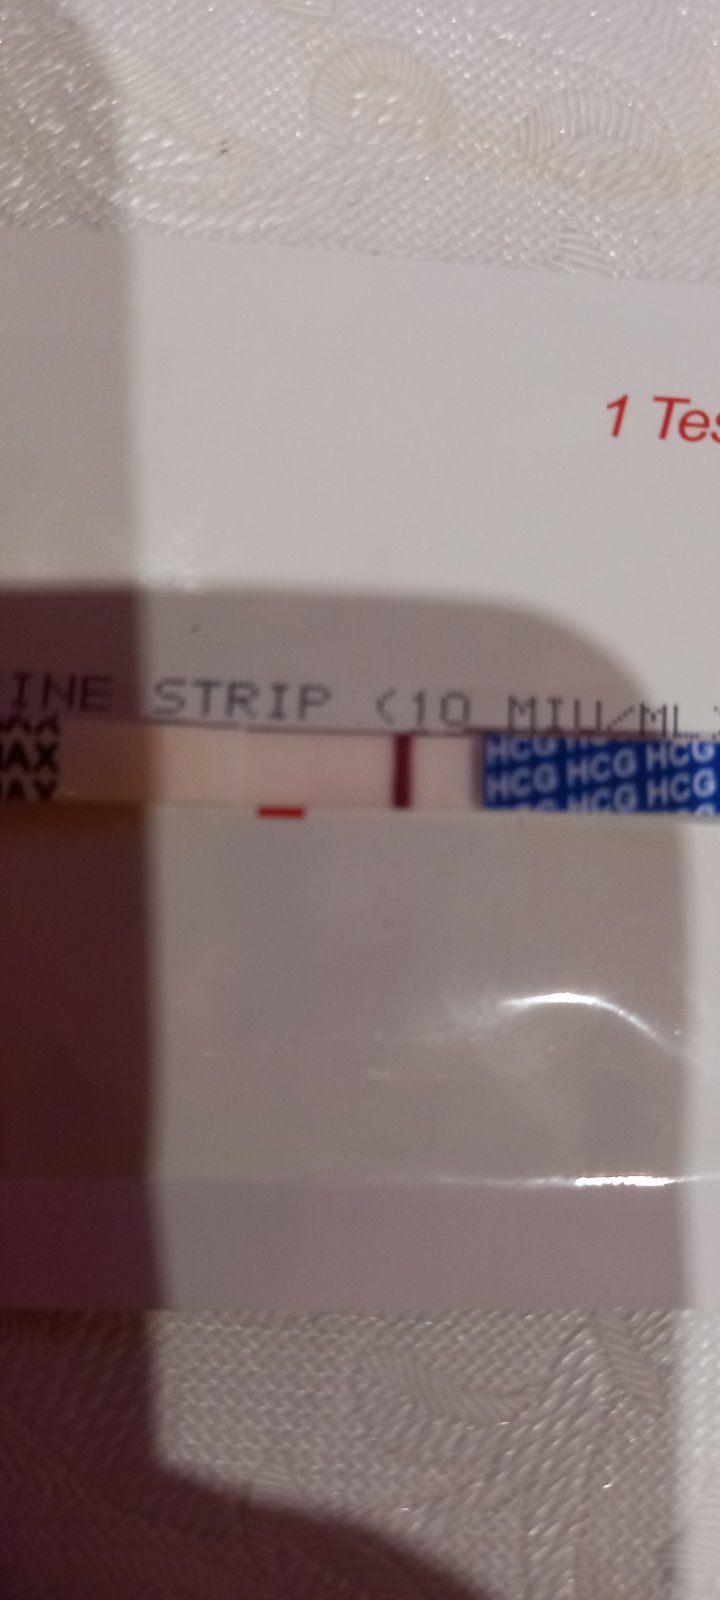 1 Tes
INE STRIP (10 MIU/ML
AX
HCG HCG HCG
HCG HCG HCG